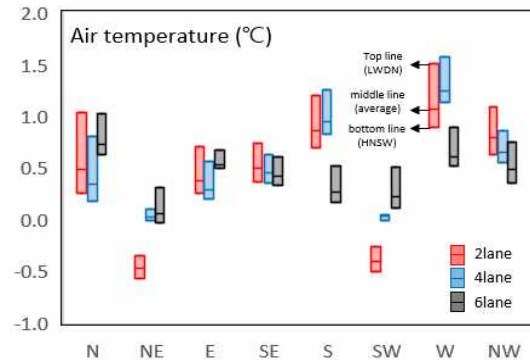 Air temperature (℃)
2.0
1.5
1.0
0.5
0.0
-0.5
-1.0
Top line
(LWDN)
middle line
(average)
bottom line
(HNSW)
2lane
4lane
6lane
N NE E SE S SW W NW